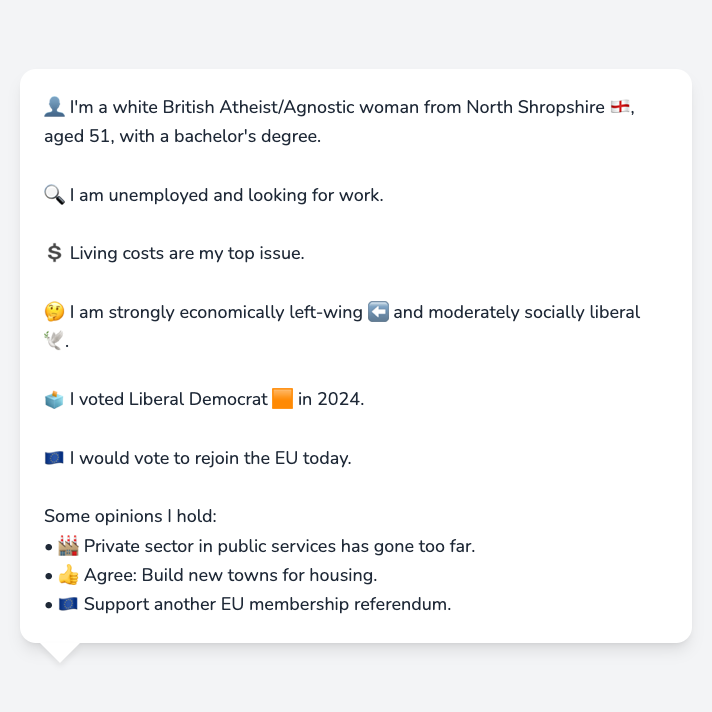 👤 I'm a white British Atheist/Agnostic woman from North Shropshire 🏴󠁧󠁢󠁥󠁮󠁧󠁿,
aged 51, with a bachelor's degree.
🔍 I am unemployed and looking for work.
💲 Living costs are my top issue.
🤔 I am strongly economically left-wing ⬅️ and moderately socially liberal
🕊️.
🗳️ I voted Liberal Democrat 🟧 in 2024.
🇪🇺 I would vote to rejoin the EU today.
Some opinions I hold:
• 🏭 Private sector in public services has gone too far.
• 👍 Agree: Build new towns for housing.
• 🇪🇺 Support another EU membership referendum.